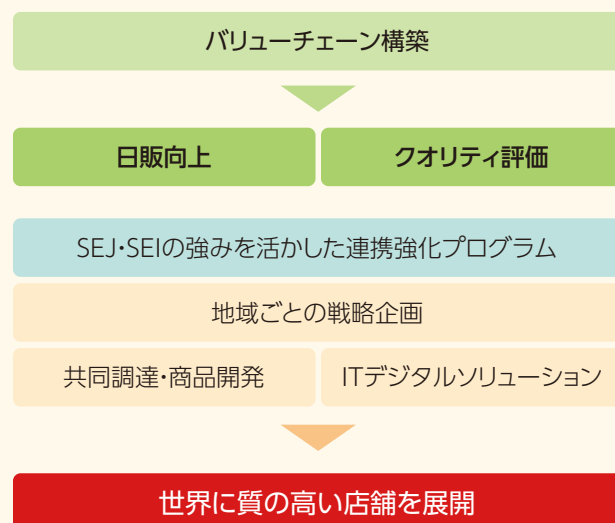 バリューチェーン構築
日販向上
クオリティ評価
SEJ・SEIの強みを活かした連携強化プログラム
地域ごとの戦略企画
共同調達・商品開発
ITデジタルソリューション
世界に質の高い店舗を展開